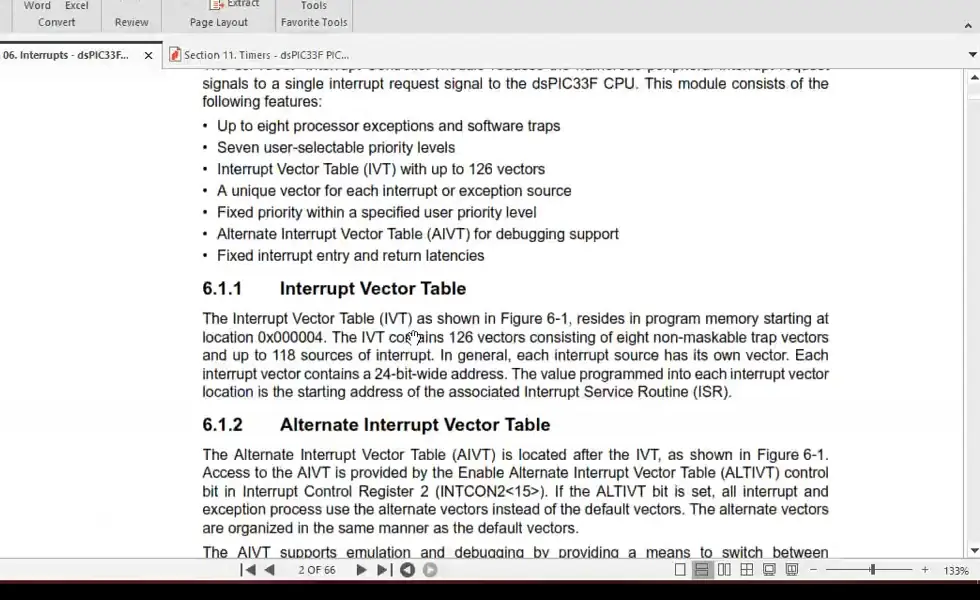 Word Excel
Extract
Tools
Convert
Review
Page Layout
Favorite Tools
06. Interrupts - dsPIC33F...
Section 11. Timers - dsPIC33F PIC...
signals to a single interrupt request signal to the dsPIC33F CPU. This module consists of the
following features:
• Up to eight processor exceptions and software traps
• Seven user-selectable priority levels
• Interrupt Vector Table (IVT) with up to 126 vectors
• A unique vector for each interrupt or exception source
• Fixed priority within a specified user priority level
• Alternate Interrupt Vector Table (AIVT) for debugging support
• Fixed interrupt entry and return latencies
6.1.1 Interrupt Vector Table
The Interrupt Vector Table (IVT) as shown in Figure 6-1, resides in program memory starting at
location 0x000004. The IVT contains 126 vectors consisting of eight non-maskable trap vectors
and up to 118 sources of interrupt. In general, each interrupt source has its own vector. Each
interrupt vector contains a 24-bit-wide address. The value programmed into each interrupt vector
location is the starting address of the associated Interrupt Service Routine (ISR).
6.1.2 Alternate Interrupt Vector Table
The Alternate Interrupt Vector Table (AIVT) is located after the IVT, as shown in Figure 6-1.
Access to the AIVT is provided by the Enable Alternate Interrupt Vector Table (ALTIVT) control
bit in Interrupt Control Register 2 (INTCON2<15>). If the ALTIVT bit is set, all interrupt and
exception process use the alternate vectors instead of the default vectors. The alternate vectors
are organized in the same manner as the default vectors.
The AIVT supports emulation and debugging by providing a means to switch between
2 OF 66
133%